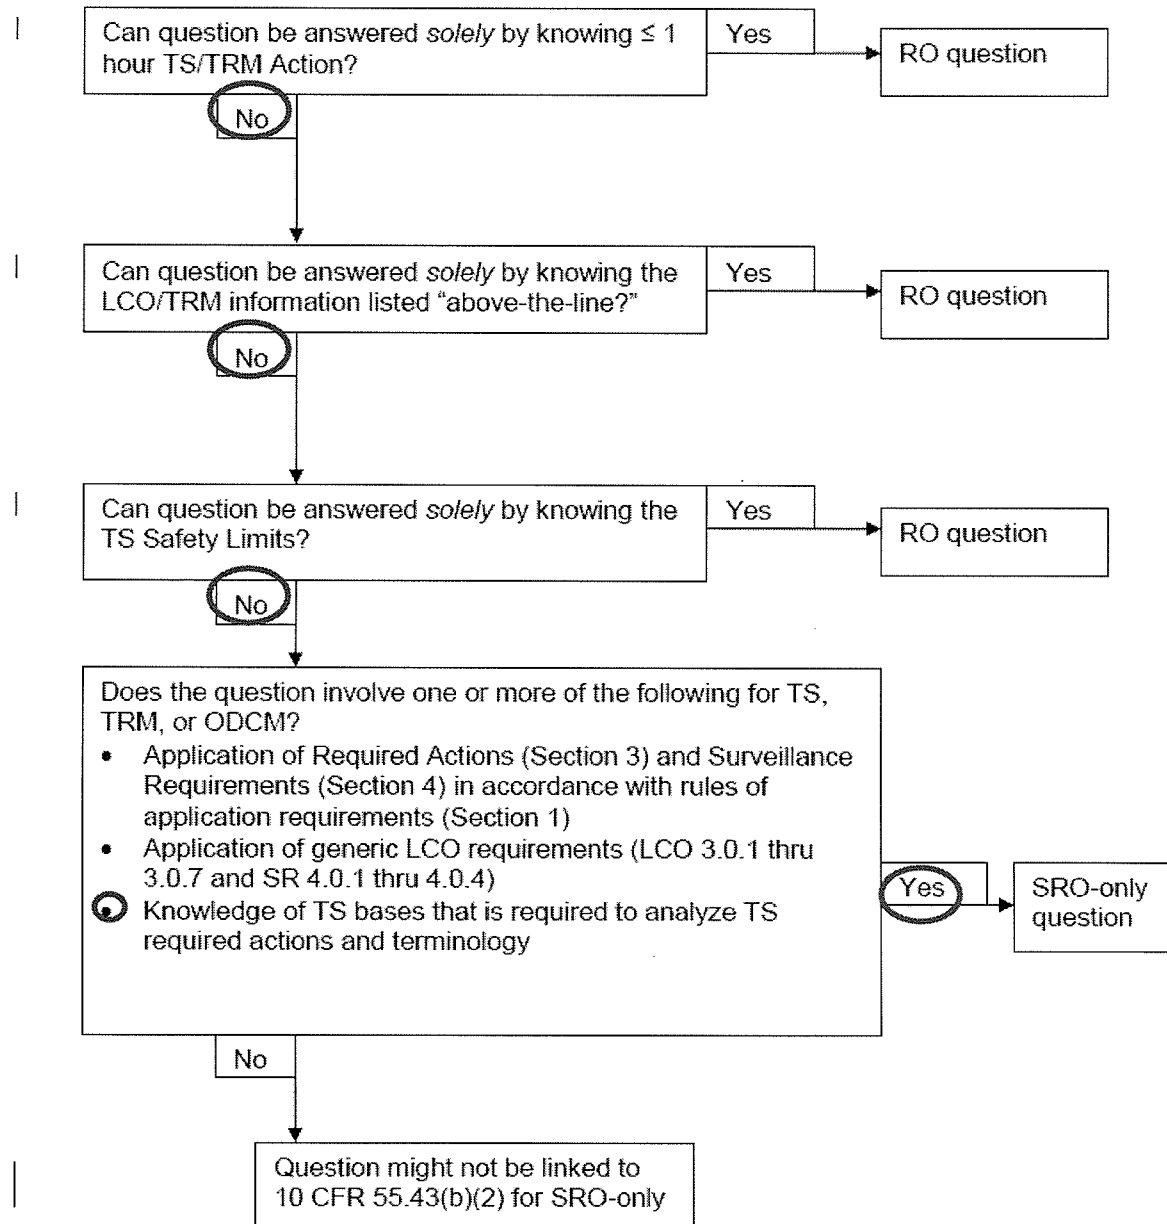 Can question be answered solely by knowing ≤ 1
hour TS/TRM Action?
Yes
RO question
No
Can question be answered solely by knowing the
LCO/TRM information listed “above-the-line?”
Yes
RO question
No
Can question be answered solely by knowing the
TS Safety Limits?
Yes
RO question
No
Does the question involve one or more of the following for TS,
TRM, or ODCM?
• Application of Required Actions (Section 3) and Surveillance
Requirements (Section 4) in accordance with rules of
application requirements (Section 1)
• Application of generic LCO requirements (LCO 3.0.1 thru
3.0.7 and SR 4.0.1 thru 4.0.4)
• Knowledge of TS bases that is required to analyze TS
required actions and terminology
Yes
SRO-only
question
No
Question might not be linked to
10 CFR 55.43(b)(2) for SRO-only